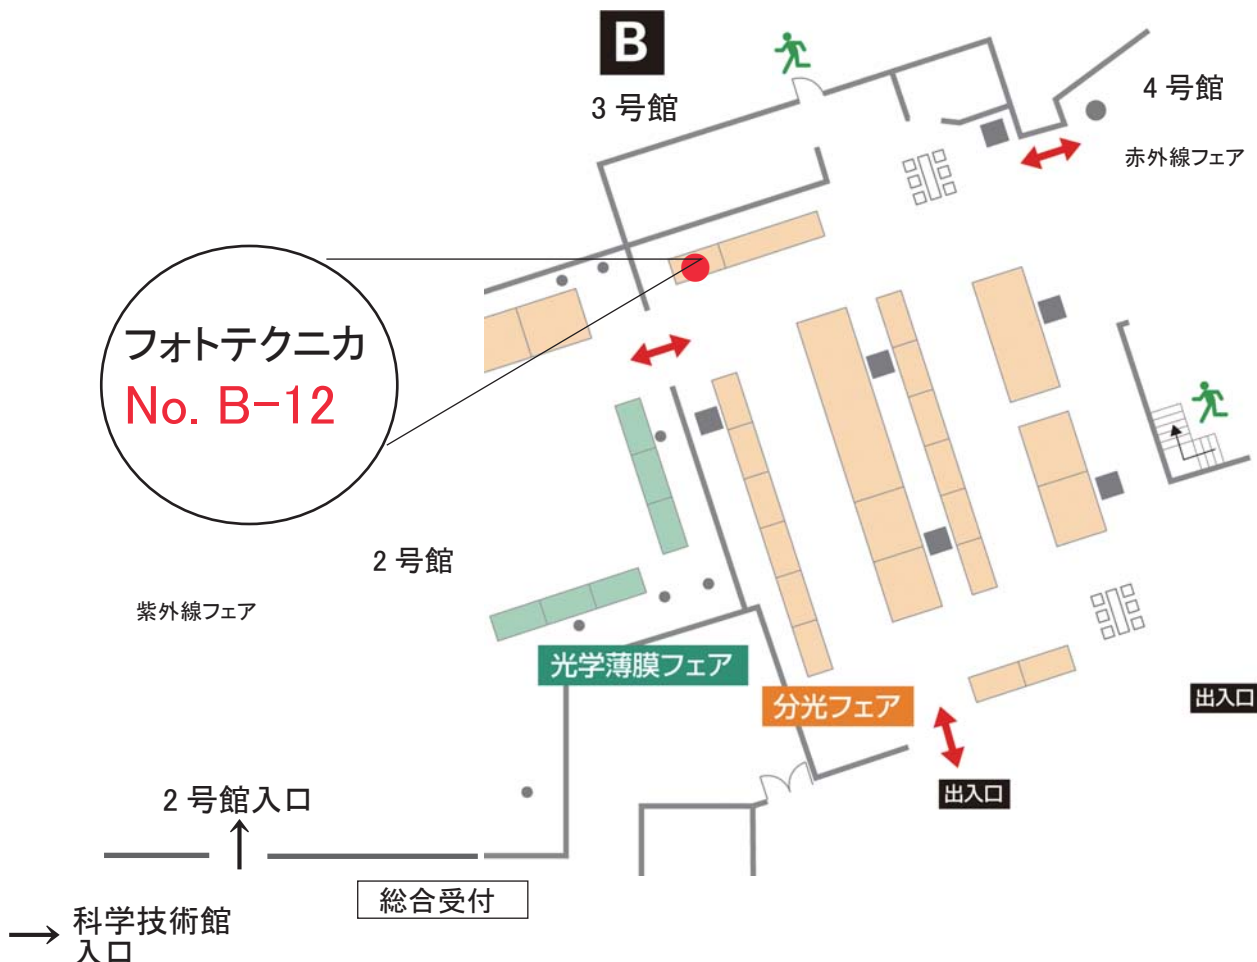 B
3 号館
4 号館
赤外線フェア
フォトテクニカ
No. B-12
2 号館
紫外線フェア
光学薄膜フェア
分光フェア
出入口
出入口
2 号館入口
総合受付
→ 科学技術館
入口